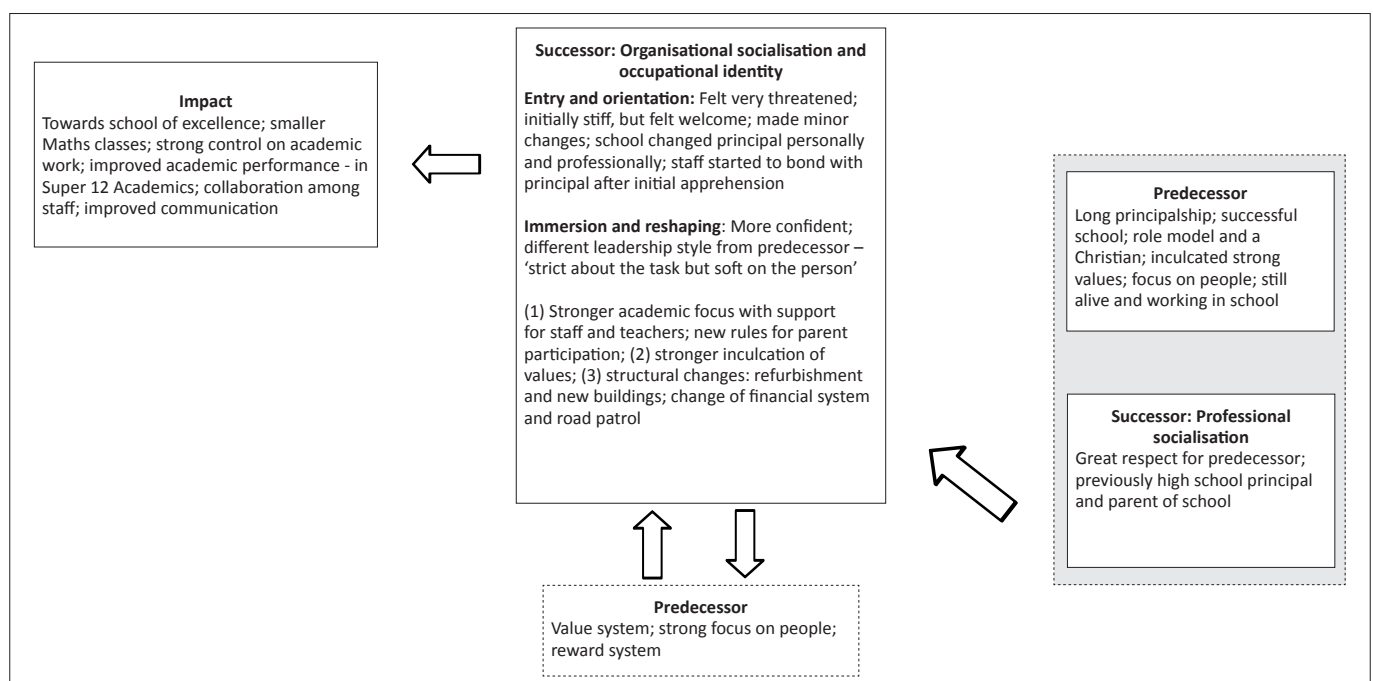 Impact
Towards school of excellence; smaller
Maths classes; strong control on academic
work; improved academic performance - in
Super 12 Academics; collaboration among
staff; improved communication
Successor: Organisational socialisation and
occupational identity
Entry and orientation: Felt very threatened;
initially stiff, but felt welcome; made minor
changes; school changed principal personally
and professionally; staff started to bond with
principal after initial apprehension
Immersion and reshaping: More confident;
different leadership style from predecessor –
‘strict about the task but soft on the person’
(1) Stronger academic focus with support
for staff and teachers; new rules for parent
participation; (2) stronger inculcation of
values; (3) structural changes: refurbishment
and new buildings; change of financial system
and road patrol
Predecessor
Value system; strong focus on people;
reward system
Predecessor
Long principalship; successful
school; role model and a
Christian; inculcated strong
values; focus on people; still
alive and working in school
Successor: Professional
socialisation
Great respect for predecessor;
previously high school principal
and parent of school